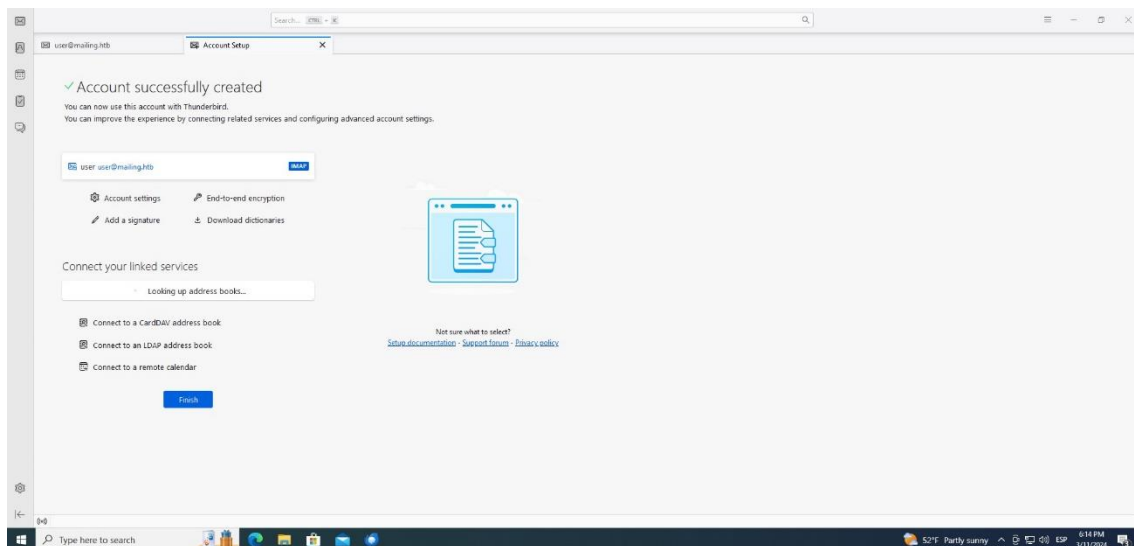 Search... CTRL + K
user@mailing.htb
Account Setup
Account successfully created
You can now use this account with Thunderbird.
You can improve the experience by connecting related services and configuring advanced account settings.
user user@mailing.htb IMAP
Account settings End-to-end encryption
Add a signature Download dictionaries
Connect your linked services
Looking up address books...
Connect to a CardDAV address book
Connect to an LDAP address book
Connect to a remote calendar
Finish
Not sure what to select?
Setup documentation - Support forum - Privacy policy
Type here to search
52°F Partly sunny
ESP
6:14 PM
3/11/2024